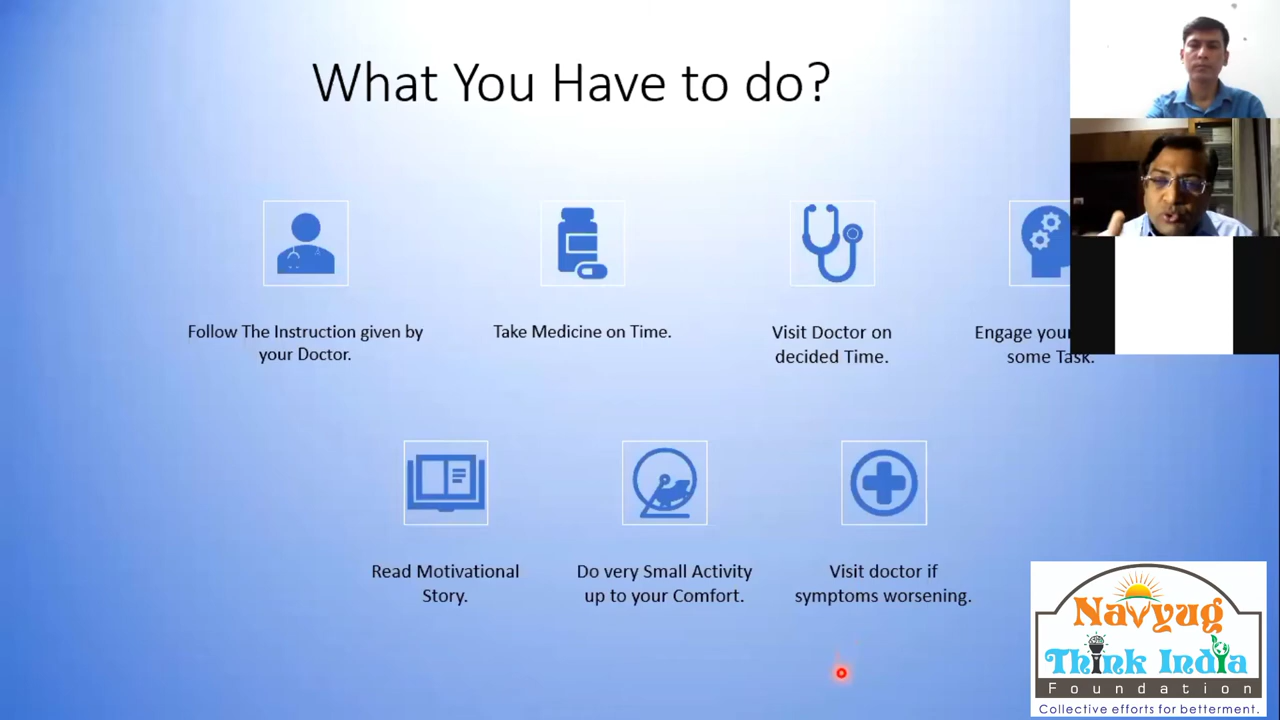 What You Have to do?
Follow The Instruction given by
your Doctor.
Take Medicine on Time.
Visit Doctor on
decided Time.
Engage your
some Task.
Read Motivational
Story.
Do very Small Activity
up to your Comfort.
Visit doctor if
symptoms worsening.
Navyug
Think India
Foundation
Collective efforts for betterment.